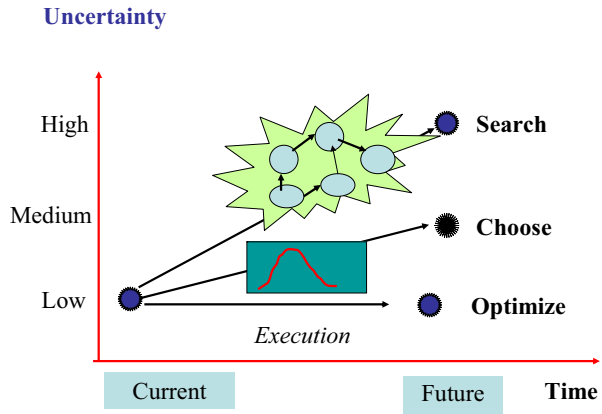 Uncertainty
High
Search
Medium
Choose
Low
Optimize
Execution
Current
Future
Time